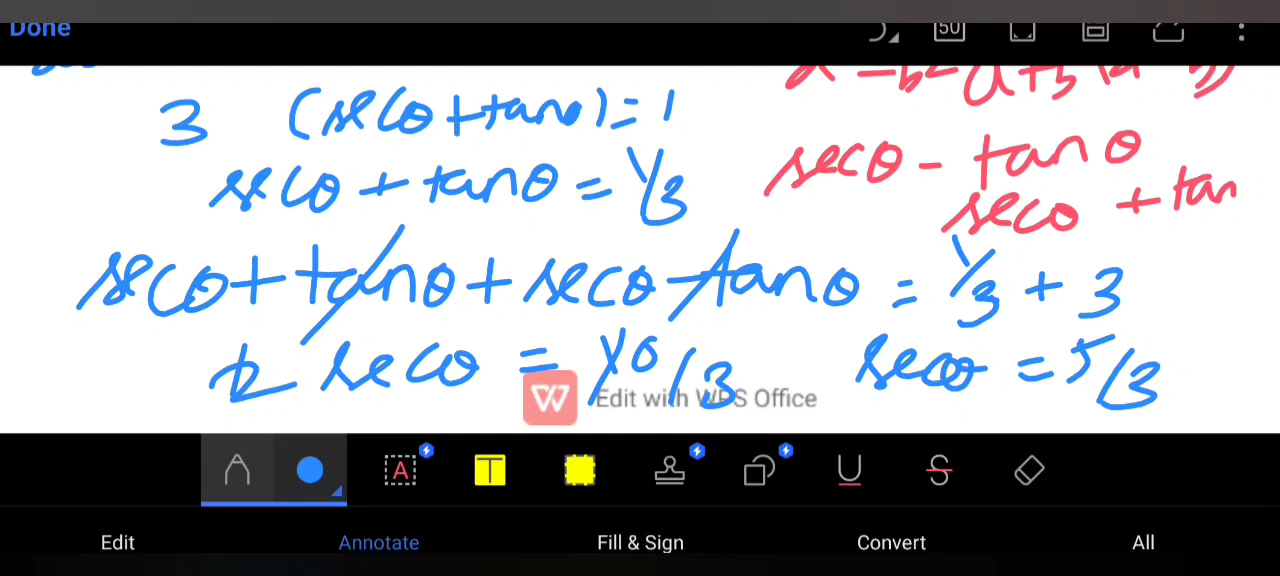 Done
50
3 (secθ+tanθ)=1
secθ+tanθ=1/3
secθ - tanθ
secθ + tan
secθ+tanθ+secθ-tanθ = 1/3 + 3
2 secθ = 10/3 secθ = 5/3
Edit with WPS Office
A T U S
Edit Annotate Fill & Sign Convert All